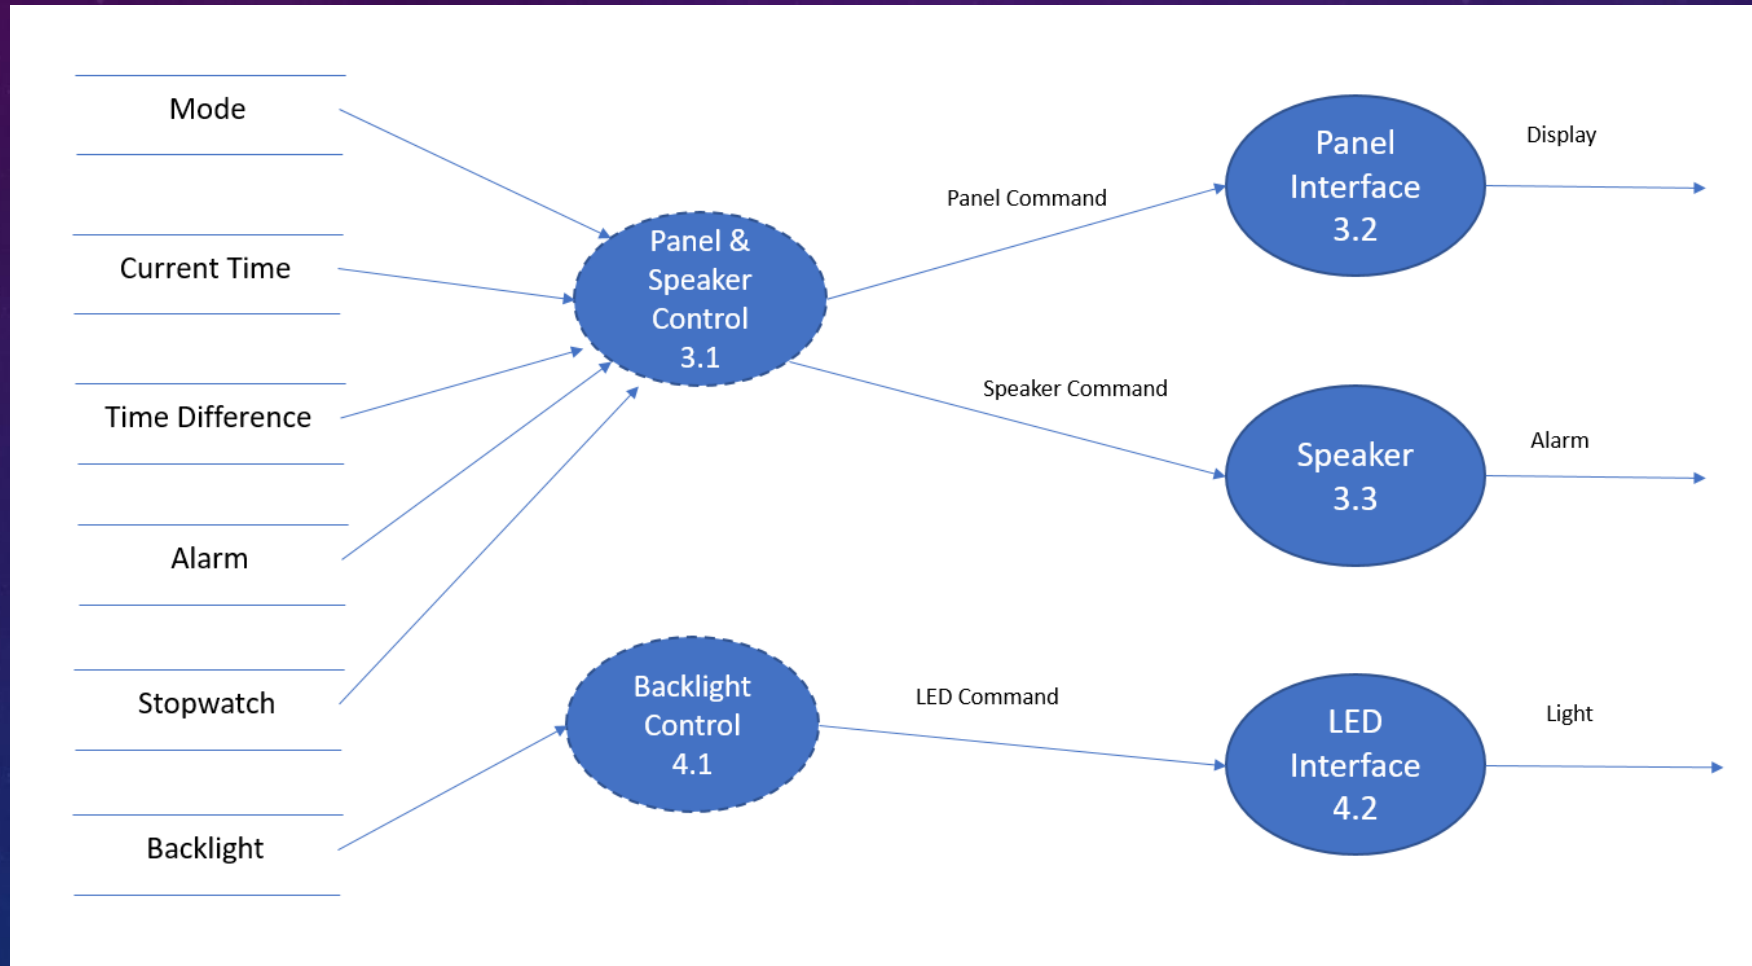 Mode
Current Time
Time Difference
Alarm
Stopwatch
Backlight
Panel &
Speaker
Control
3.1
Backlight
Control
4.1
Panel Command
Speaker Command
LED Command
Panel
Interface
3.2
Speaker
3.3
LED
Interface
4.2
Display
Alarm
Light